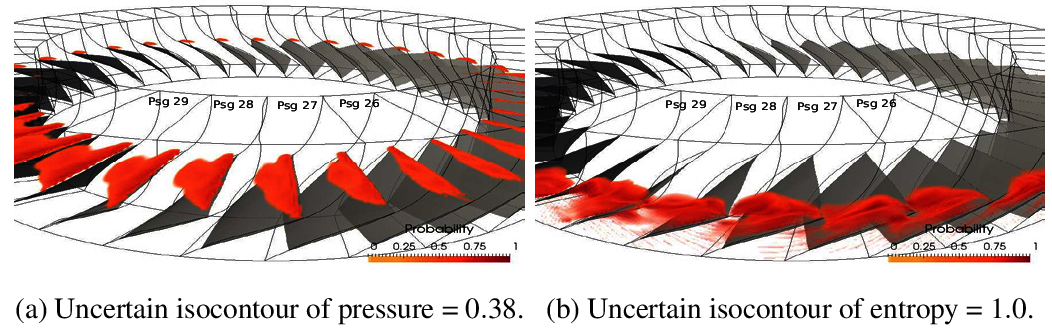 Psg 29 Psg 28 Psg 27 Psg 26
Probability
0 0.25 0.5 0.75 1
Psg 29 Psg 28 Psg 27 Psg 26
Probability
0 0.25 0.5 0.75 1
(a) Uncertain isocontour of pressure = 0.38.
(b) Uncertain isocontour of entropy = 1.0.